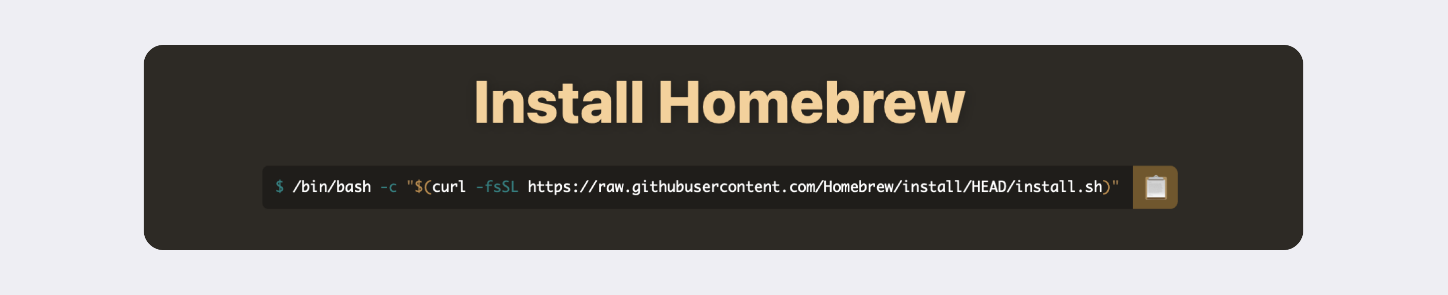 Install Homebrew
$ /bin/bash -c "$(curl -fsSL https://raw.githubusercontent.com/Homebrew/install/HEAD/install.sh)"